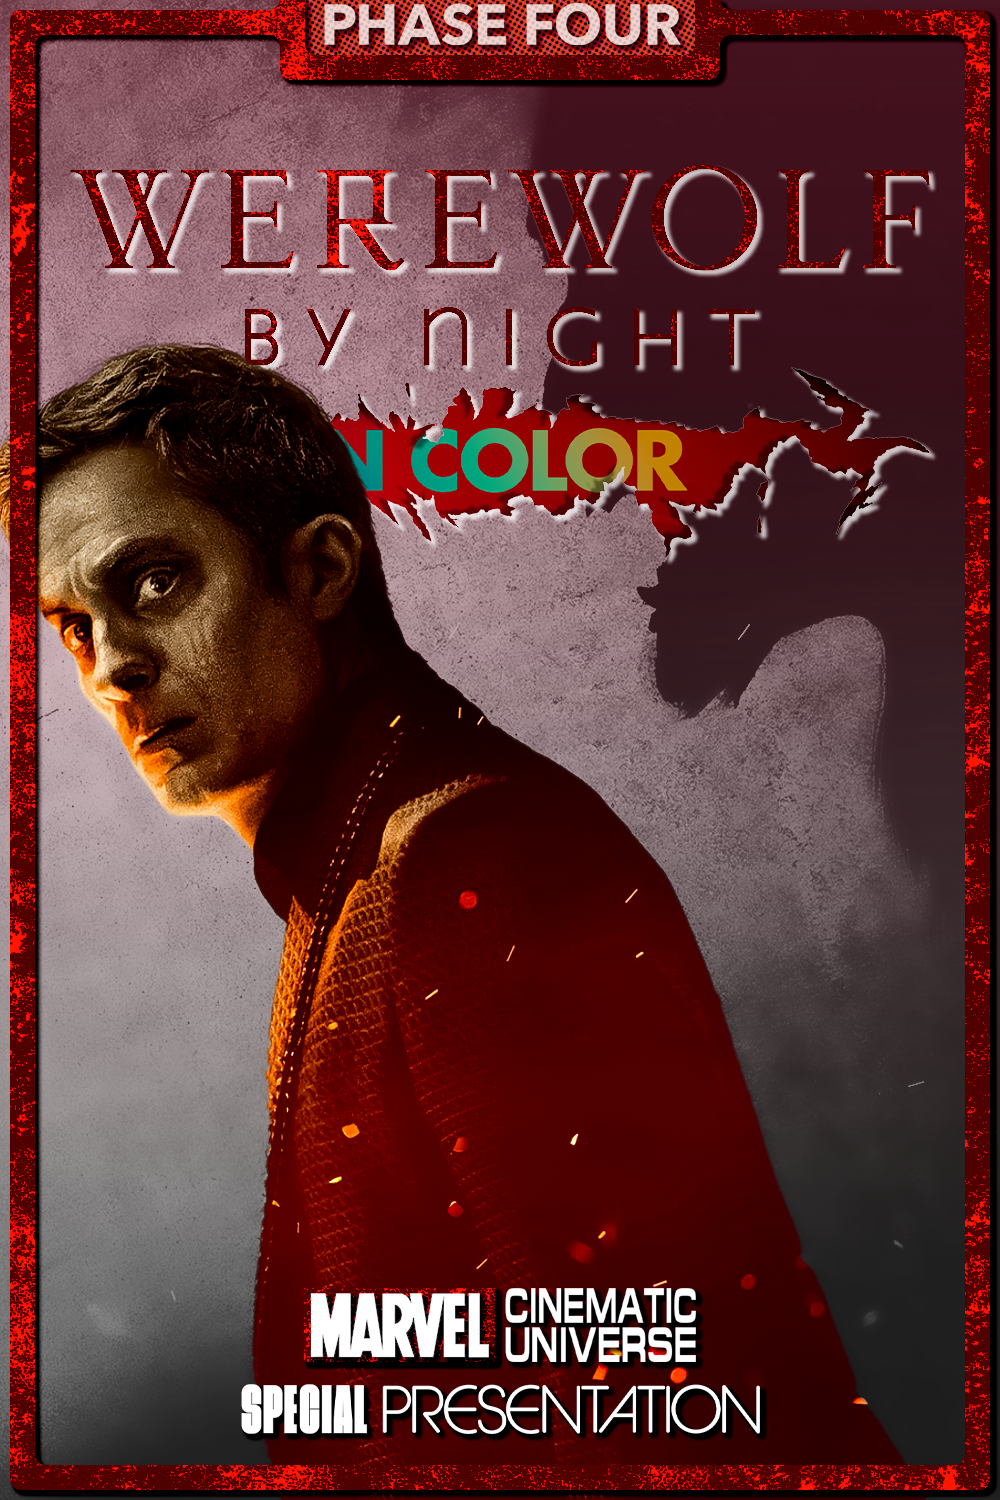 PHASE FOUR
WEREWOLF
BY NIGHT
N COLOR
MARVEL CINEMATIC UNIVERSE
SPECIAL PRESENTATION